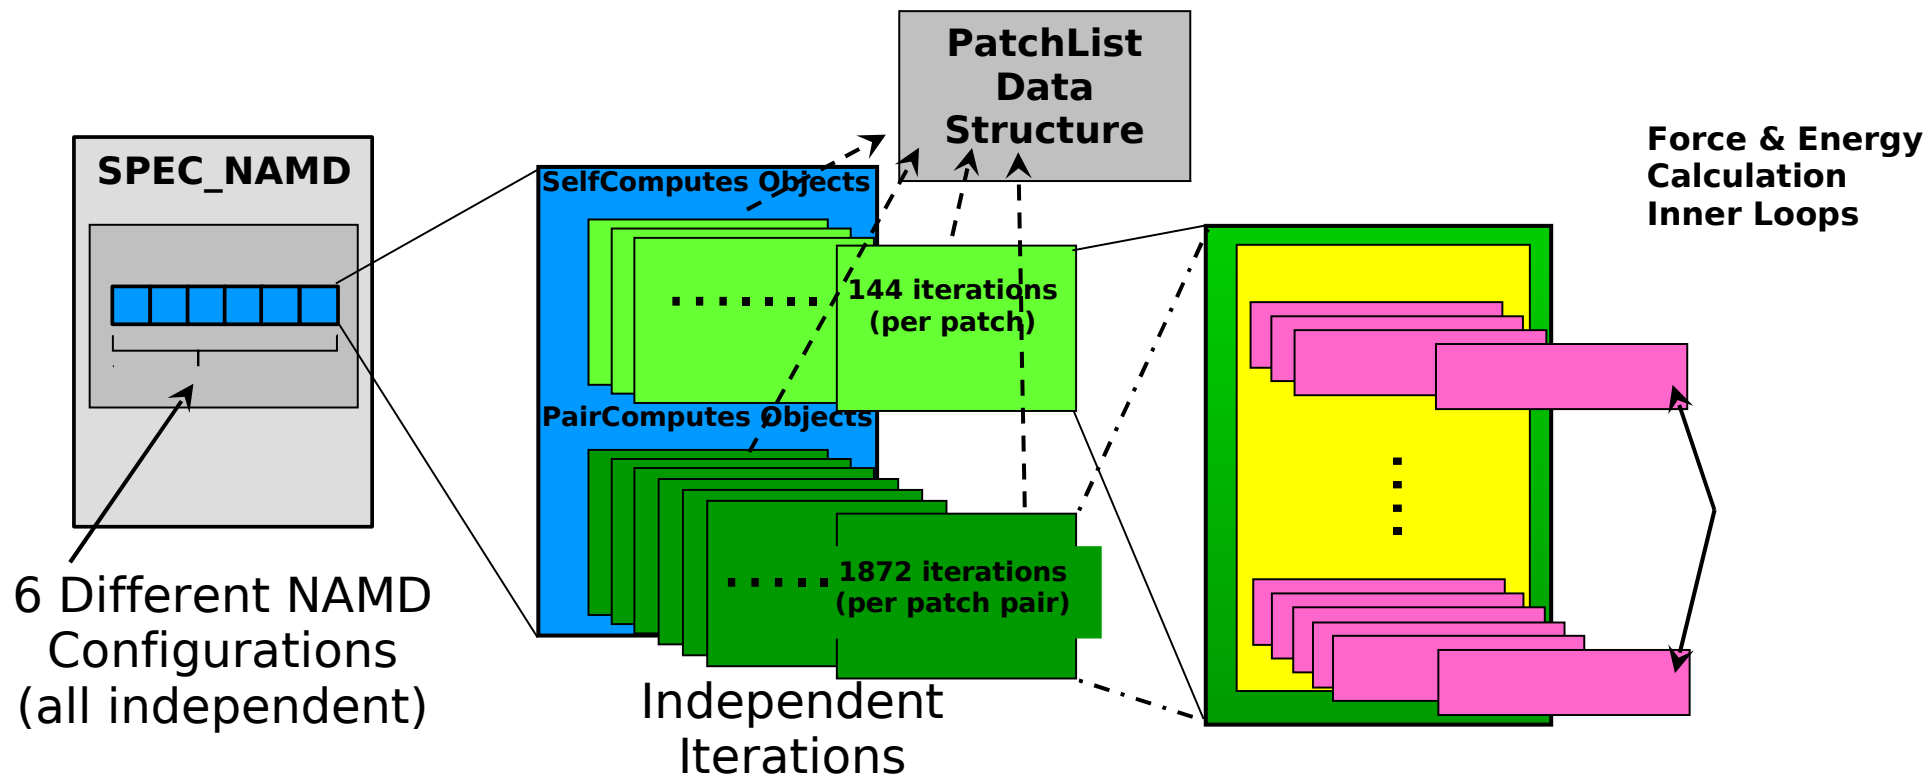 PatchList
Data
Structure
Force & Energy
Calculation
Inner Loops
SPEC_NAMD
SelfComputes Objects
144 iterations
(per patch)
PairComputes Objects
1872 iterations
(per patch pair)
6 Different NAMD
Configurations
(all independent)
Independent
Iterations